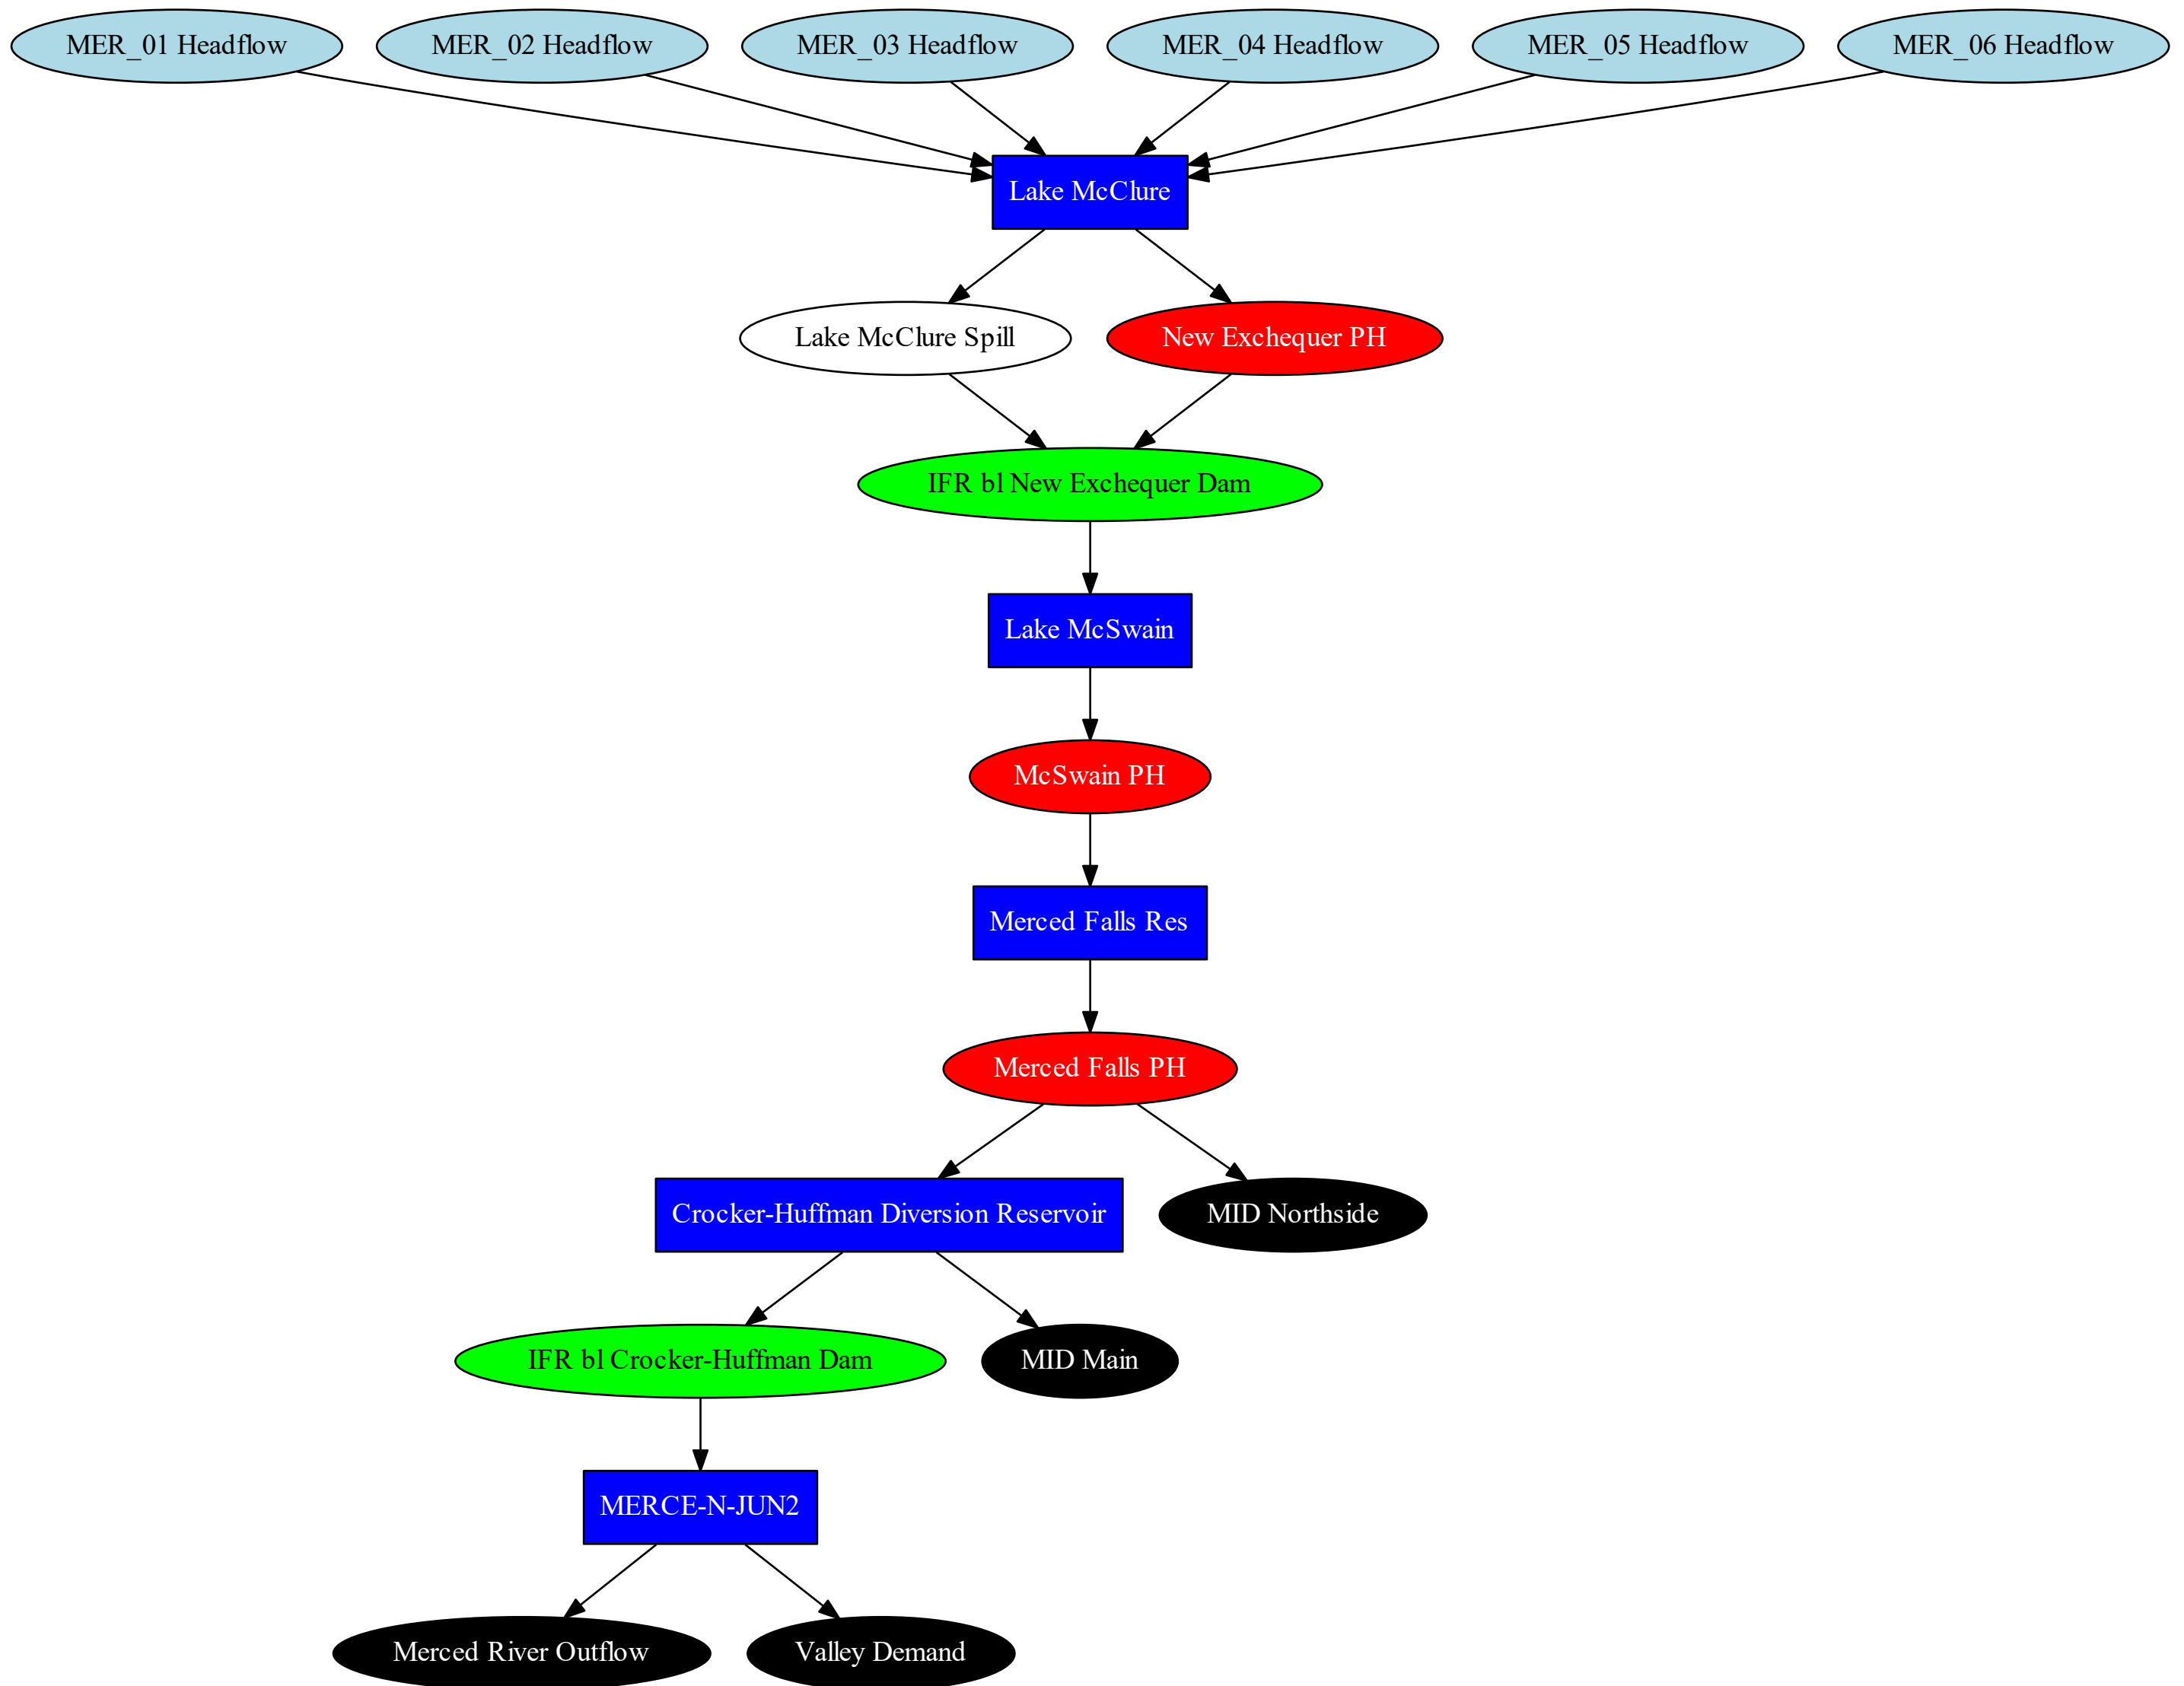 MER_01 Headflow
MER_02 Headflow
MER_03 Headflow
MER_04 Headflow
MER_05 Headflow
MER_06 Headflow
Lake McClure
Lake McClure Spill
New Exchequer PH
IFR bl New Exchequer Dam
Lake McSwain
McSwain PH
Merced Falls Res
Merced Falls PH
Crocker-Huffman Diversion Reservoir
MID Northside
IFR bl Crocker-Huffman Dam
MID Main
MERCE-N-JUN2
Merced River Outflow
Valley Demand